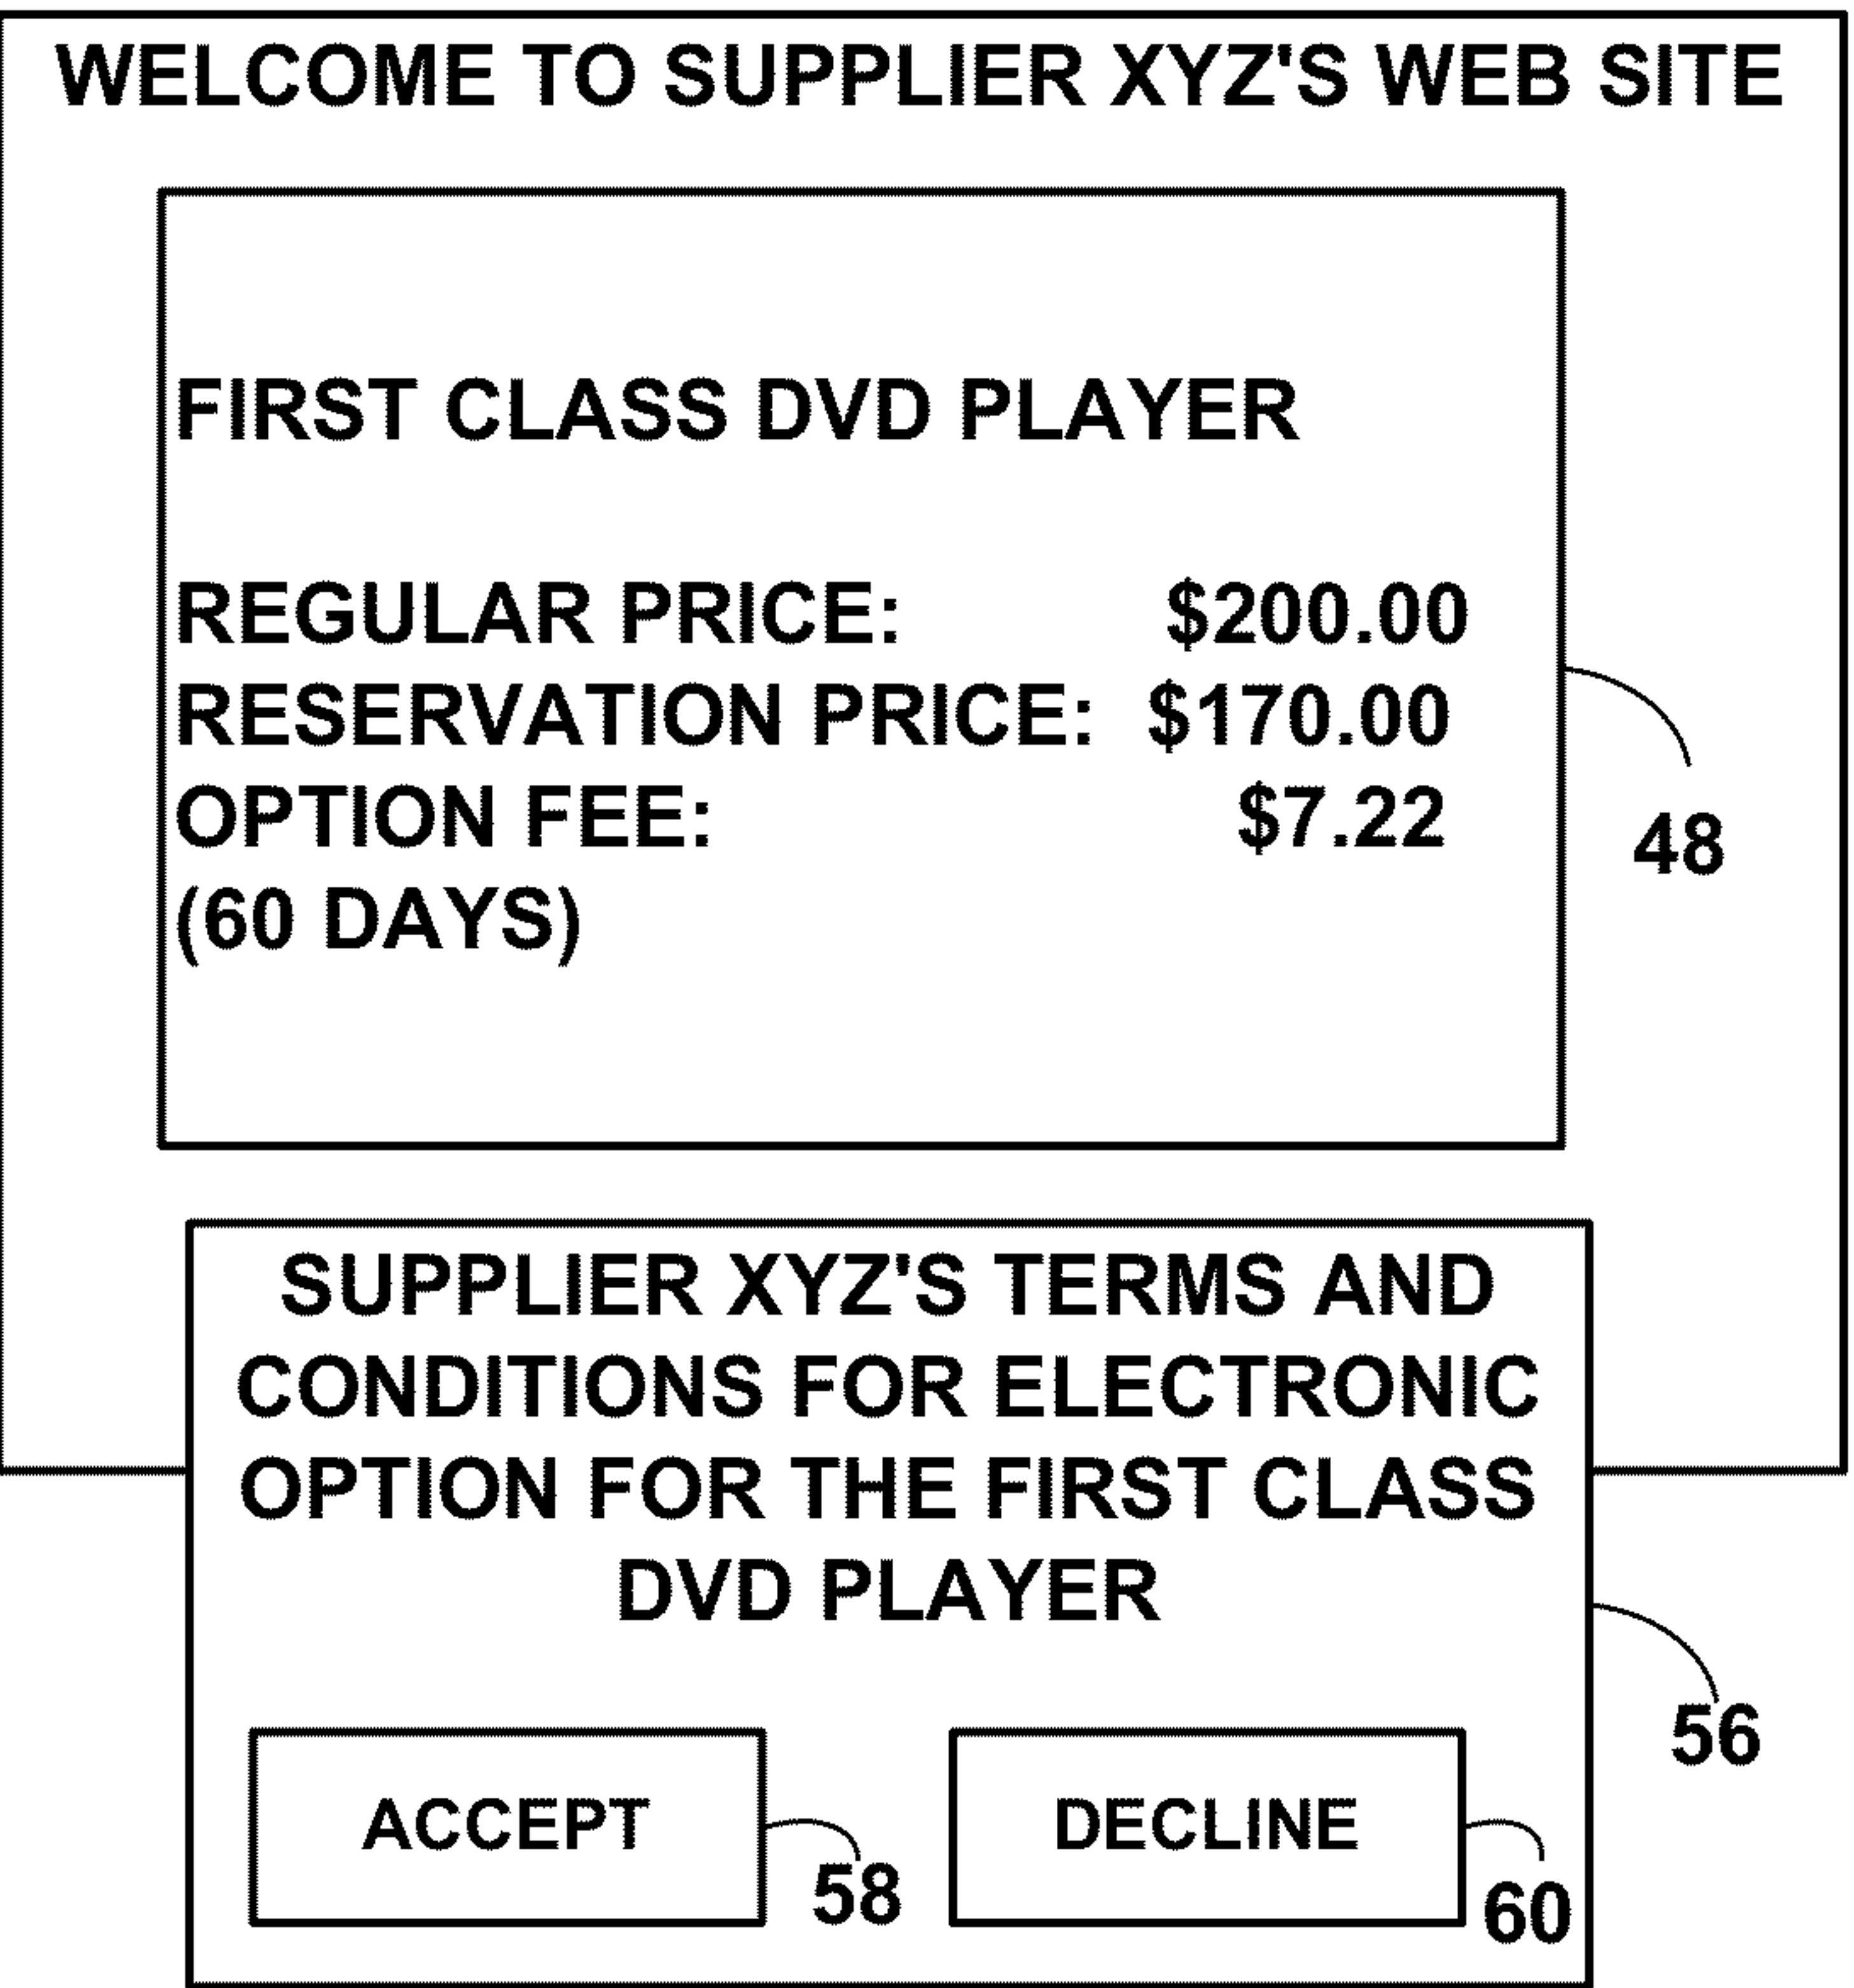 WELCOME TO SUPPLIER XYZ'S WEB SITE
FIRST CLASS DVD PLAYER
REGULAR PRICE: $200.00
RESERVATION PRICE: $170.00
OPTION FEE: $7.22
(60 DAYS)
48
SUPPLIER XYZ'S TERMS AND
CONDITIONS FOR ELECTRONIC
OPTION FOR THE FIRST CLASS
DVD PLAYER
56
ACCEPT
58
DECLINE
60